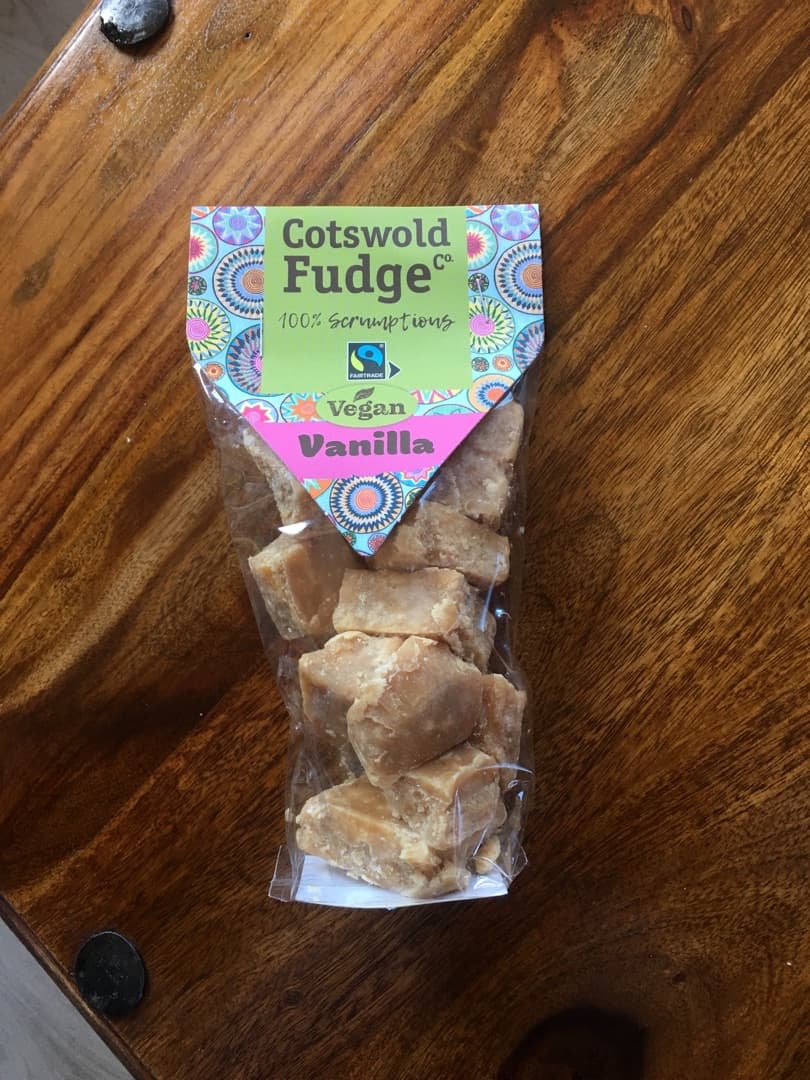 Cotswold
Fudge Co.
100% Scrumptious
FAIRTRADE
Vegan
Vanilla